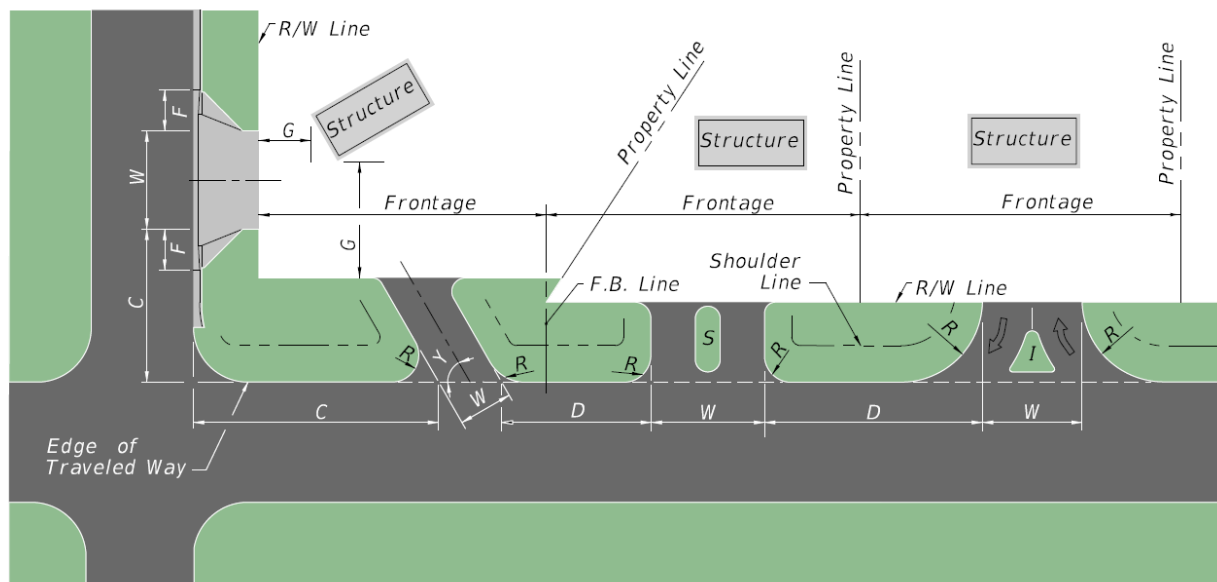 R/W Line
Structure
F
G
W
Property Line
Structure
Property Line
Structure
Property Line
Frontage
Frontage
Frontage
F
G
C
F.B. Line
Shoulder
Line
R/W Line
R
Y
R
W
R
S
R
R
I
R
C
D
W
D
W
Edge of
Traveled Way